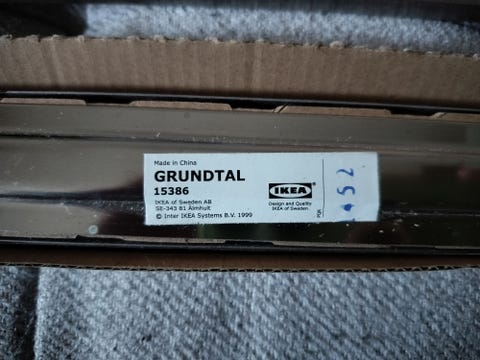 Made in China
GRUNDTAL
15386
IKEA of Sweden AB
SE-343 81 Älmhult
© Inter IKEA Systems B.V. 1999
IKEA
Design and Quality
IKEA of Sweden